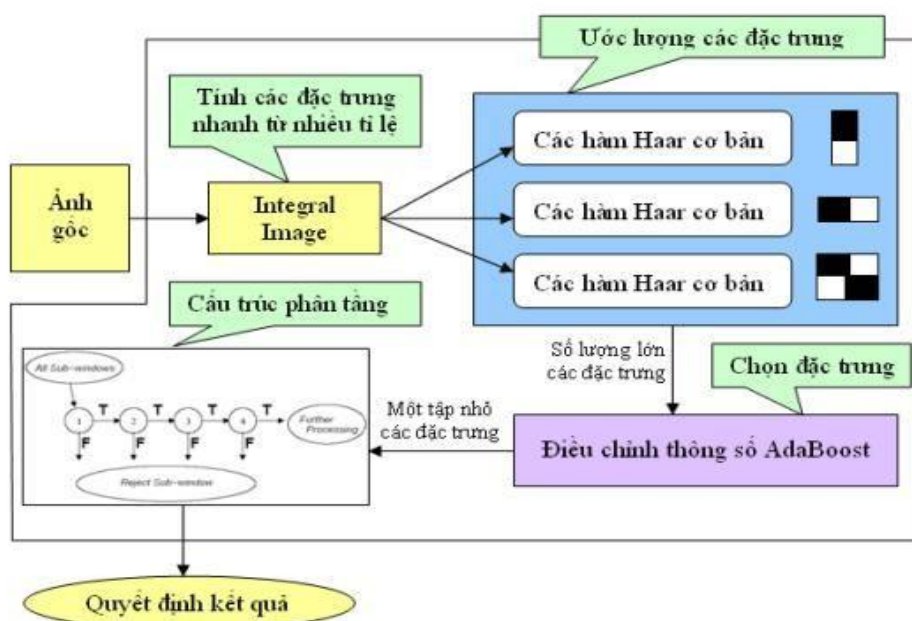 Ước lượng các đặc trưng
Tính các đặc trưng
nhanh từ nhiều tỉ lệ
Các hàm Haar cơ bản
Ảnh
gốc
Integral
Image
Các hàm Haar cơ bản
Các hàm Haar cơ bản
Cấu trúc phân tầng
Số lượng lớn
các đặc trưng
Chọn đặc trưng
All Sub-windows
T T T T
1 2 3 4
Further
Processing
F F F F
Reject Sub-window
Một tập nhỏ
các đặc trưng
Điều chỉnh thông số AdaBoost
Quyết định kết quả